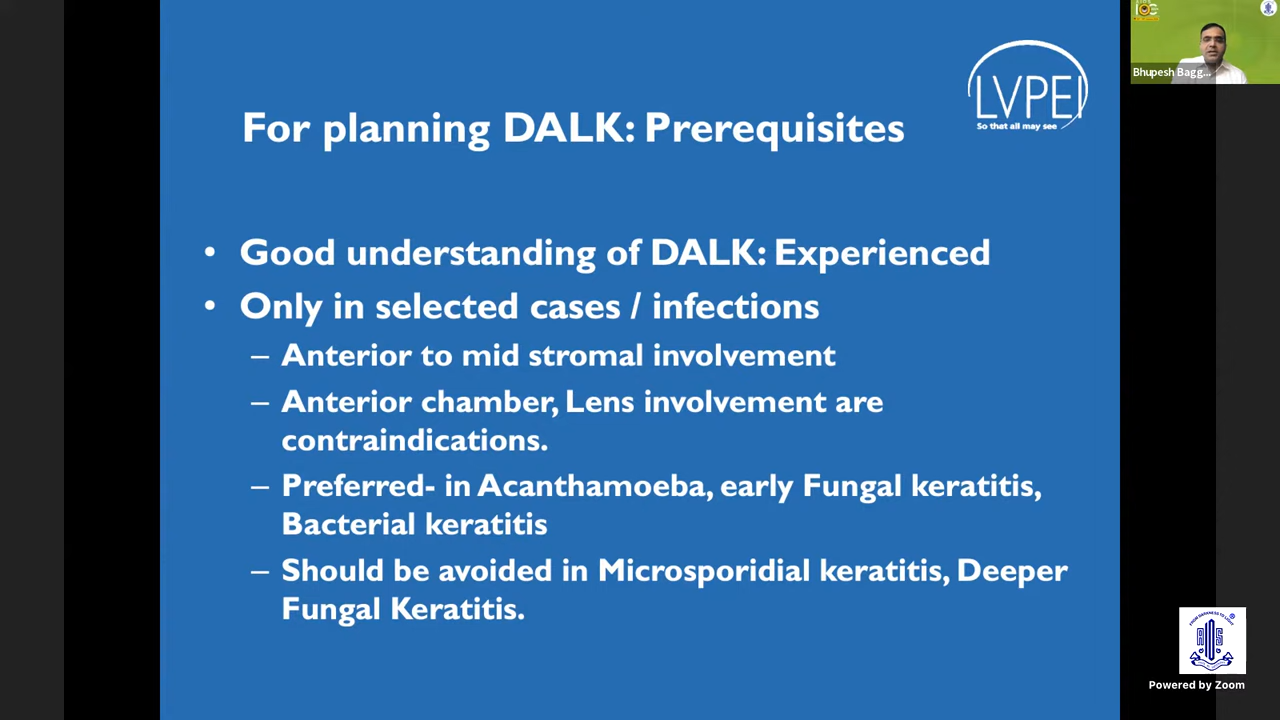 For planning DALK: Prerequisites
LVPEI
So that all may see
• Good understanding of DALK: Experienced
• Only in selected cases / infections
– Anterior to mid stromal involvement
– Anterior chamber, Lens involvement are
contraindications.
– Preferred- in Acanthamoeba, early Fungal keratitis,
Bacterial keratitis
– Should be avoided in Microsporidial keratitis, Deeper
Fungal Keratitis.
Bhupesh Bagg...
Powered by Zoom